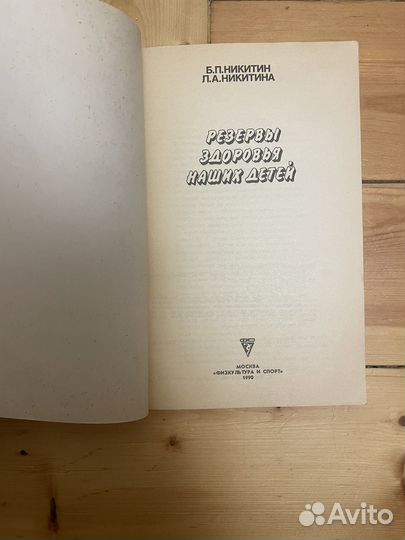 Б.П.НИКИТИН
Л.А.НИКИТИНА
РЕЗЕРВЫ
ЗДОРОВЬЯ
НАШИХ ДЕТЕЙ
МОСКВА
«ФИЗКУЛЬТУРА И СПОРТ»
1990
Avito